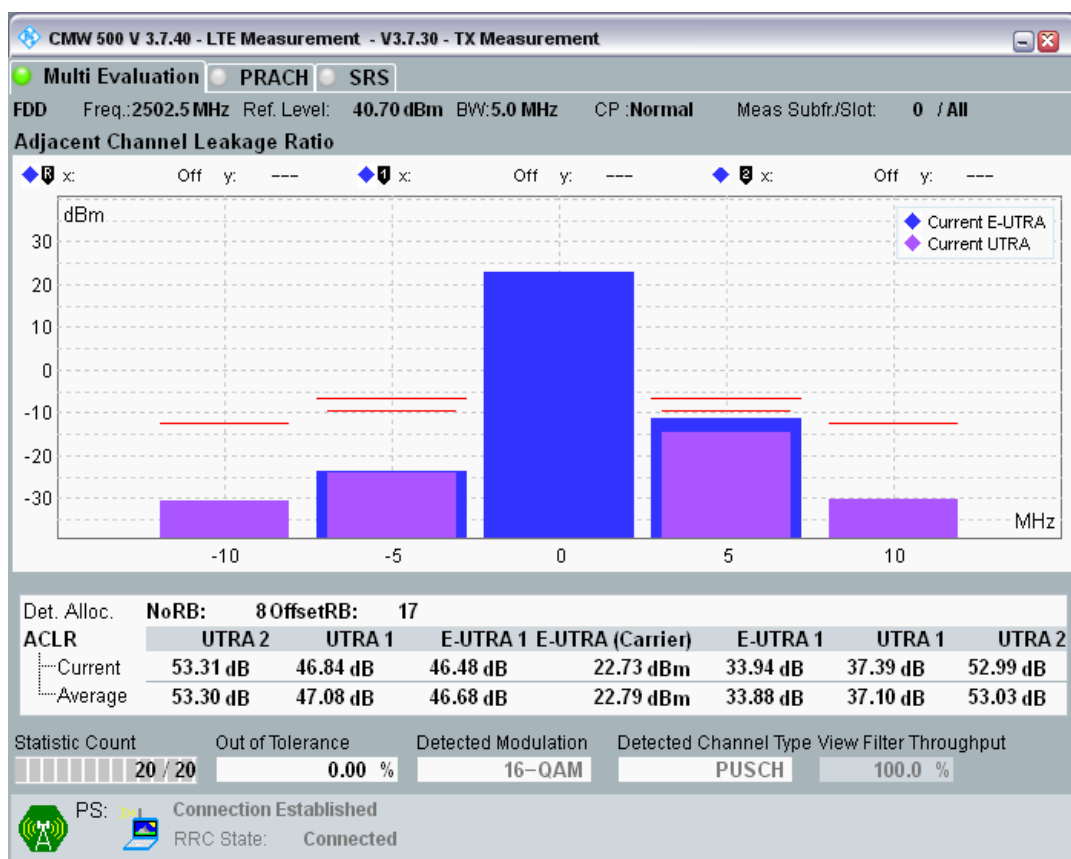 CMW 500 V 3.7.40 - LTE Measurement - V3.7.30 - TX Measurement
Multi Evaluation PRACH SRS
FDD Freq.:2502.5 MHz Ref. Level: 40.70 dBm BW:5.0 MHz CP :Normal Meas Subfr./Slot: 0 / All
Adjacent Channel Leakage Ratio
R x: Off y: --- 1 x: Off y: --- 2 x: Off y: ---
dBm
Current E-UTRA
Current UTRA
30
20
10
0
-10
-20
-30
MHz
-10 -5 0 5 10
Det. Alloc. NoRB: 8 OffsetRB: 17
ACLR UTRA 2 UTRA 1 E-UTRA 1 E-UTRA (Carrier) E-UTRA 1 UTRA 1 UTRA 2
Current 53.31 dB 46.84 dB 46.48 dB 22.73 dBm 33.94 dB 37.39 dB 52.99 dB
Average 53.30 dB 47.08 dB 46.68 dB 22.79 dBm 33.88 dB 37.10 dB 53.03 dB
Statistic Count Out of Tolerance Detected Modulation Detected Channel Type View Filter Throughput
20 / 20 0.00 % 16-QAM PUSCH 100.0 %
PS: Connection Established
RRC State: Connected